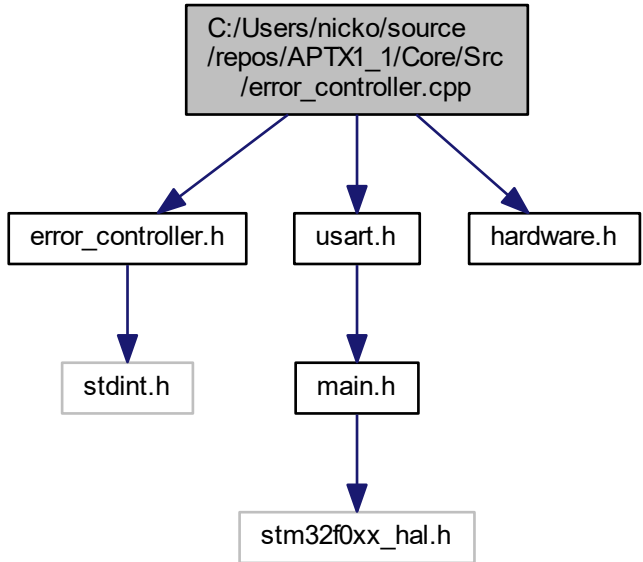 C:/Users/nicko/source
/repos/APTX1_1/Core/Src
/error_controller.cpp
error_controller.h
usart.h
hardware.h
stdint.h
main.h
stm32f0xx_hal.h